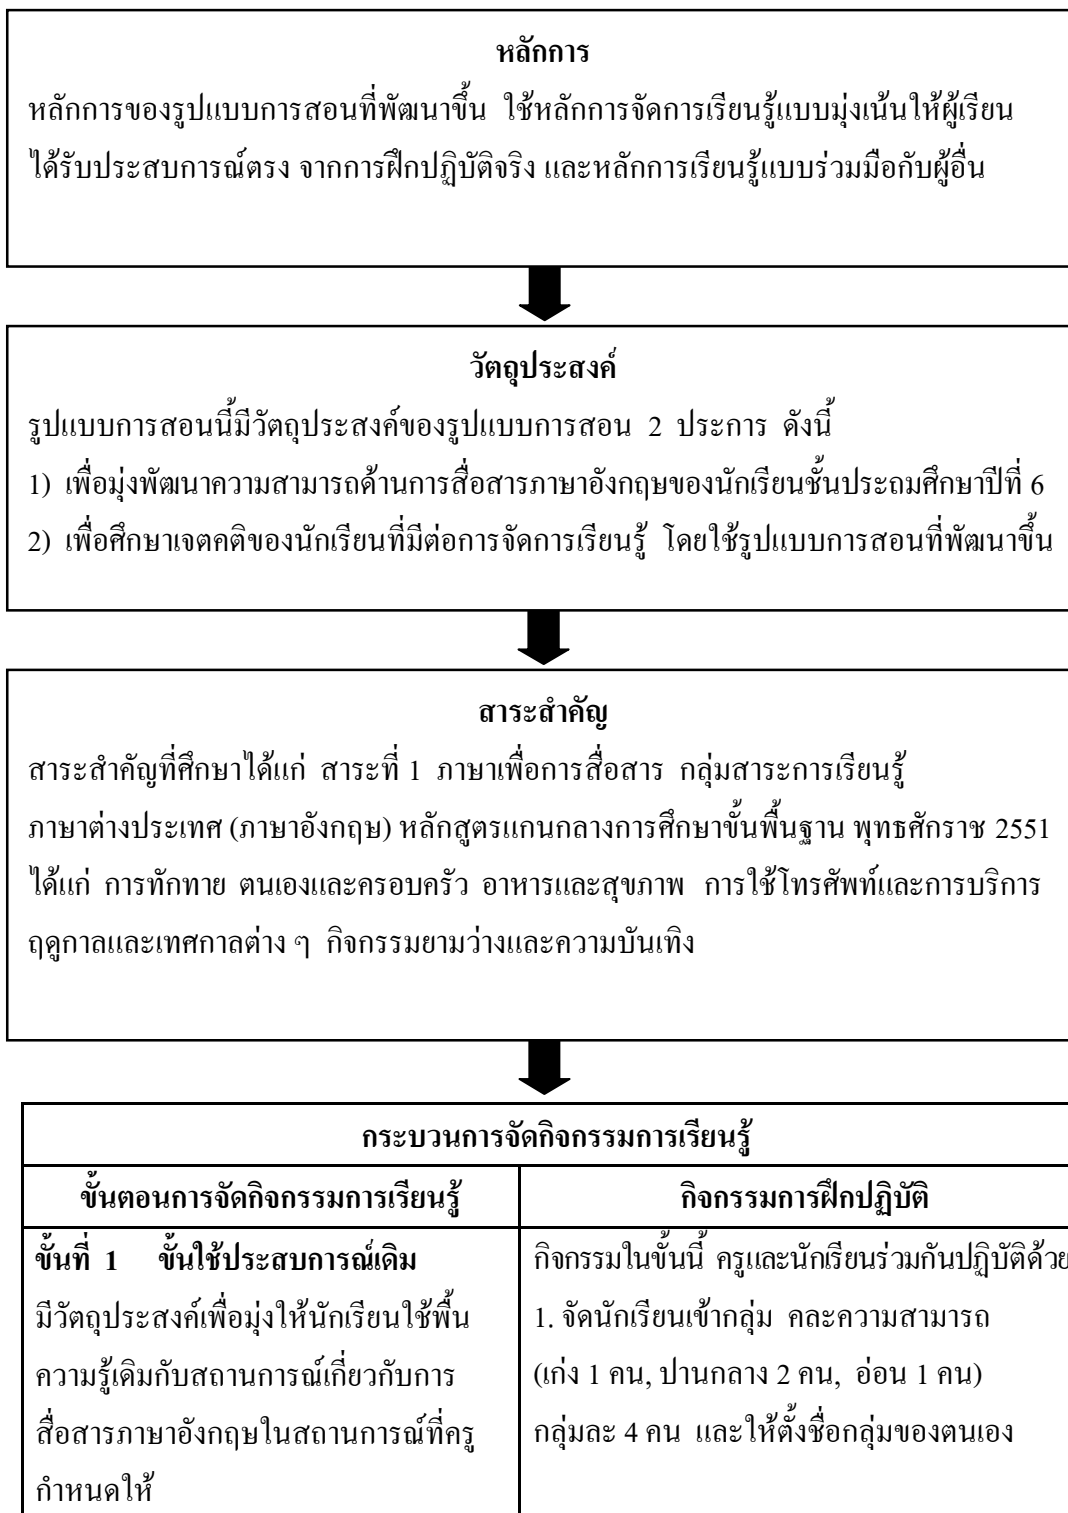 หลักการ
หลักการของรูปแบบการสอนที่พัฒนาขึ้น ใช้หลักการจัดการเรียนรู้แบบมุ่งเน้นให้ผู้เรียน
ได้รับประสบการณ์ตรง จากการฝึกปฏิบัติจริง และหลักการเรียนรู้แบบร่วมมือกับผู้อื่น
วัตถุประสงค์
รูปแบบการสอนนี้มีวัตถุประสงค์ของรูปแบบการสอน 2 ประการ ดังนี้
1) เพื่อมุ่งพัฒนาความสามารถด้านการสื่อสารภาษาอังกฤษของนักเรียนชั้นประถมศึกษาปีที่ 6
2) เพื่อศึกษาเจตคติของนักเรียนที่มีต่อการจัดการเรียนรู้ โดยใช้รูปแบบการสอนที่พัฒนาขึ้น
สาระสำคัญ
สาระสำคัญที่ศึกษาได้แก่ สาระที่ 1 ภาษาเพื่อการสื่อสาร กลุ่มสาระการเรียนรู้
ภาษาต่างประเทศ (ภาษาอังกฤษ) หลักสูตรแกนกลางการศึกษาขั้นพื้นฐาน พุทธศักราช 2551
ได้แก่ การทักทาย ตนเองและครอบครัว อาหารและสุขภาพ การใช้โทรศัพท์และการบริการ
ฤดูกาลและเทศกาลต่าง ๆ กิจกรรมยามว่างและความบันเทิง
กระบวนการจัดกิจกรรมการเรียนรู้
ขั้นตอนการจัดกิจกรรมการเรียนรู้
ขั้นที่ 1 ขั้นใช้ประสบการณ์เดิม
มีวัตถุประสงค์เพื่อมุ่งให้นักเรียนใช้พื้น
ความรู้เดิมกับสถานการณ์เกี่ยวกับการ
สื่อสารภาษาอังกฤษในสถานการณ์ที่ครู
กำหนดให้
กิจกรรมการฝึกปฏิบัติ
กิจกรรมในขั้นนี้ ครูและนักเรียนร่วมกันปฏิบัติด้วย
1. จัดนักเรียนเข้ากลุ่ม คละความสามารถ
(เก่ง 1 คน, ปานกลาง 2 คน, อ่อน 1 คน)
กลุ่มละ 4 คน และให้ตั้งชื่อกลุ่มของตนเอง